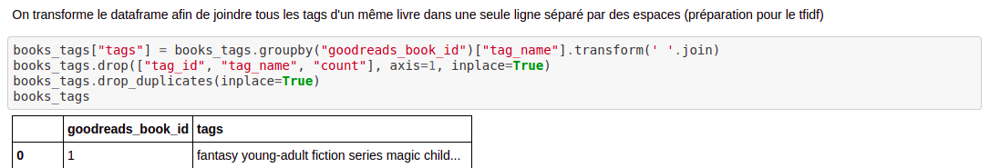 On transforme le dataframe afin de joindre tous les tags d'un même livre dans une seule ligne séparé par des espaces (préparation pour le tfidf)
books_tags["tags"] = books_tags.groupby("goodreads_book_id")["tag_name"].transform(' '.join)
books_tags.drop(["tag_id", "tag_name", "count"], axis=1, inplace=True)
books_tags.drop_duplicates(inplace=True)
books_tags
goodreads_book_id tags
0 1 fantasy young-adult fiction series magic child...